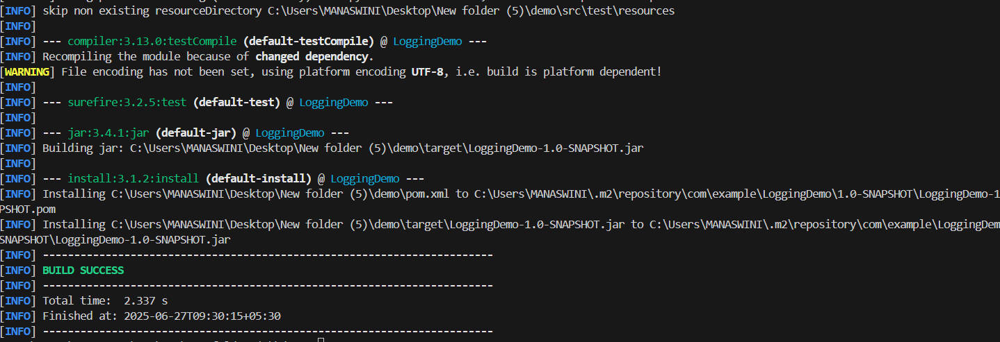 [INFO] skip non existing resourceDirectory C:\Users\MANASWINI\Desktop\New folder (5)\demo\src\test\resources
[INFO]
[INFO] --- compiler:3.13.0:testCompile (default-testCompile) @ LoggingDemo ---
[INFO] Recompiling the module because of changed dependency.
[WARNING] File encoding has not been set, using platform encoding UTF-8, i.e. build is platform dependent!
[INFO]
[INFO] --- surefire:3.2.5:test (default-test) @ LoggingDemo ---
[INFO]
[INFO] --- jar:3.4.1:jar (default-jar) @ LoggingDemo ---
[INFO] Building jar: C:\Users\MANASWINI\Desktop\New folder (5)\demo\target\LoggingDemo-1.0-SNAPSHOT.jar
[INFO]
[INFO] --- install:3.1.2:install (default-install) @ LoggingDemo ---
[INFO] Installing C:\Users\MANASWINI\Desktop\New folder (5)\demo\pom.xml to C:\Users\MANASWINI\.m2\repository\com\example\LoggingDemo\1.0-SNAPSHOT\LoggingDemo-1
PSHOT.pom
[INFO] Installing C:\Users\MANASWINI\Desktop\New folder (5)\demo\target\LoggingDemo-1.0-SNAPSHOT.jar to C:\Users\MANASWINI\.m2\repository\com\example\LoggingDem
SNAPSHOT\LoggingDemo-1.0-SNAPSHOT.jar
[INFO] ------------------------------------------------------------------------
[INFO] BUILD SUCCESS
[INFO] ------------------------------------------------------------------------
[INFO] Total time:  2.337 s
[INFO] Finished at: 2025-06-27T09:30:15+05:30
[INFO] ------------------------------------------------------------------------